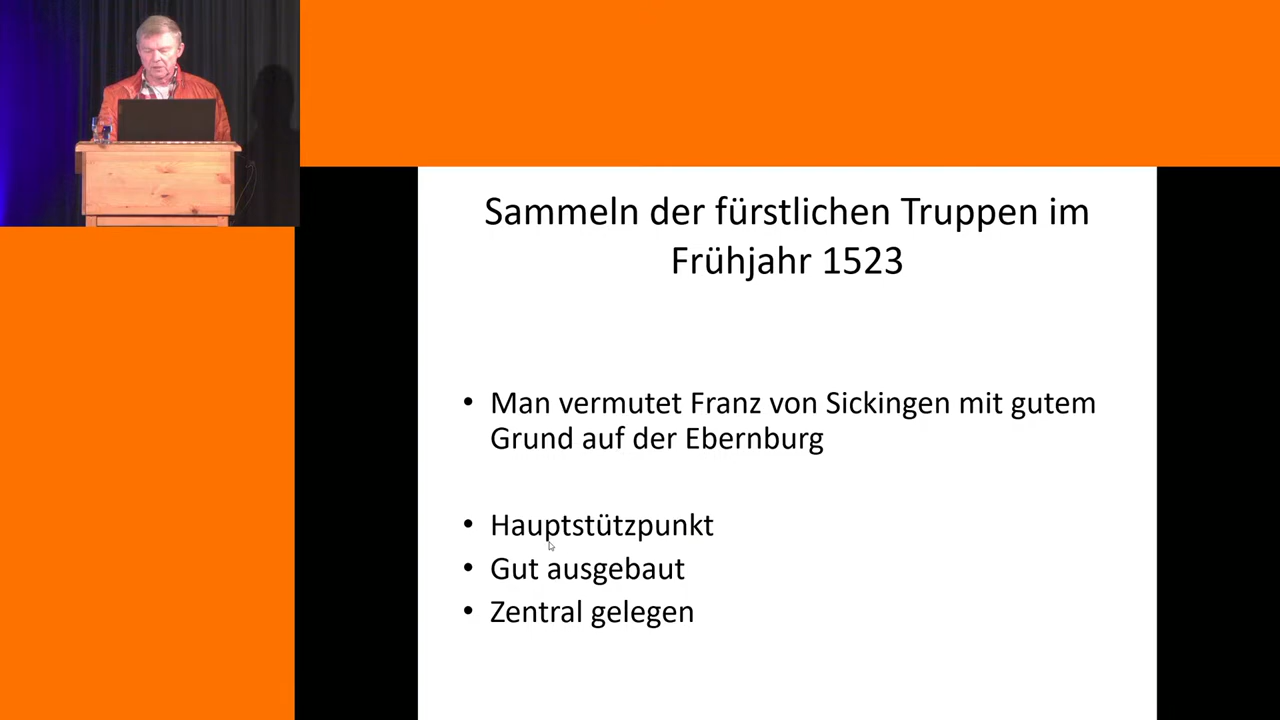 Sammeln der fürstlichen Truppen im
Frühjahr 1523
• Man vermutet Franz von Sickingen mit gutem
Grund auf der Ebernburg
• Hauptstützpunkt
• Gut ausgebaut
• Zentral gelegen